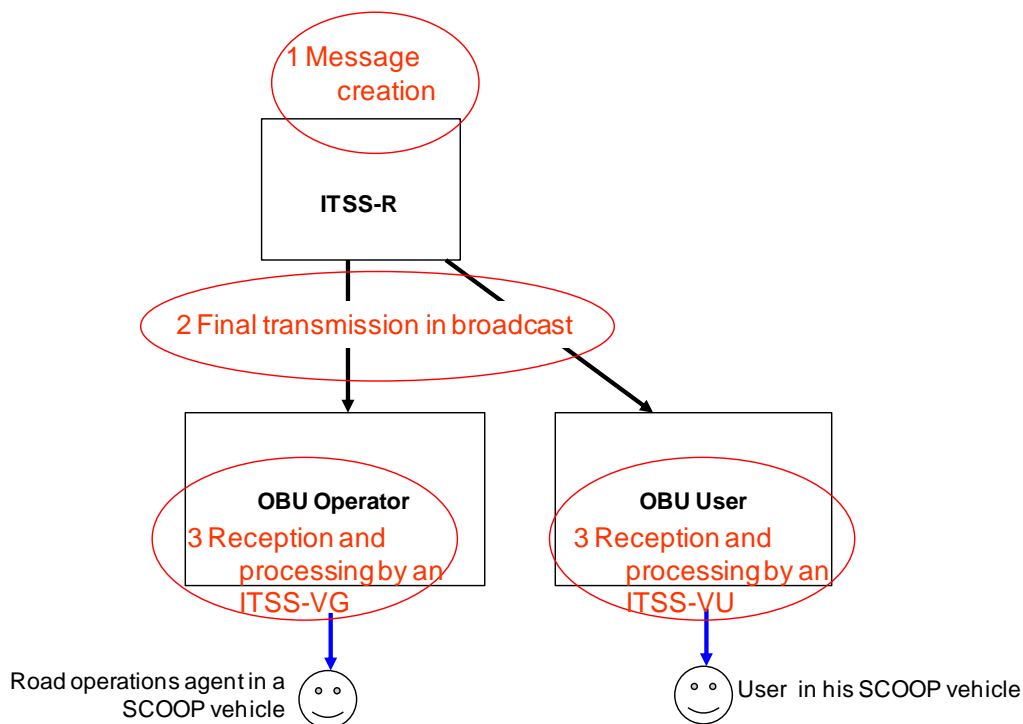 1 Message
creation
ITSS-R
2 Final transmission in broadcast
OBU Operator
3 Reception and
processing by an
ITSS-VG
OBU User
3 Reception and
processing by an
ITSS-VU
Road operations agent in a
SCOOP vehicle
User in his SCOOP vehicle